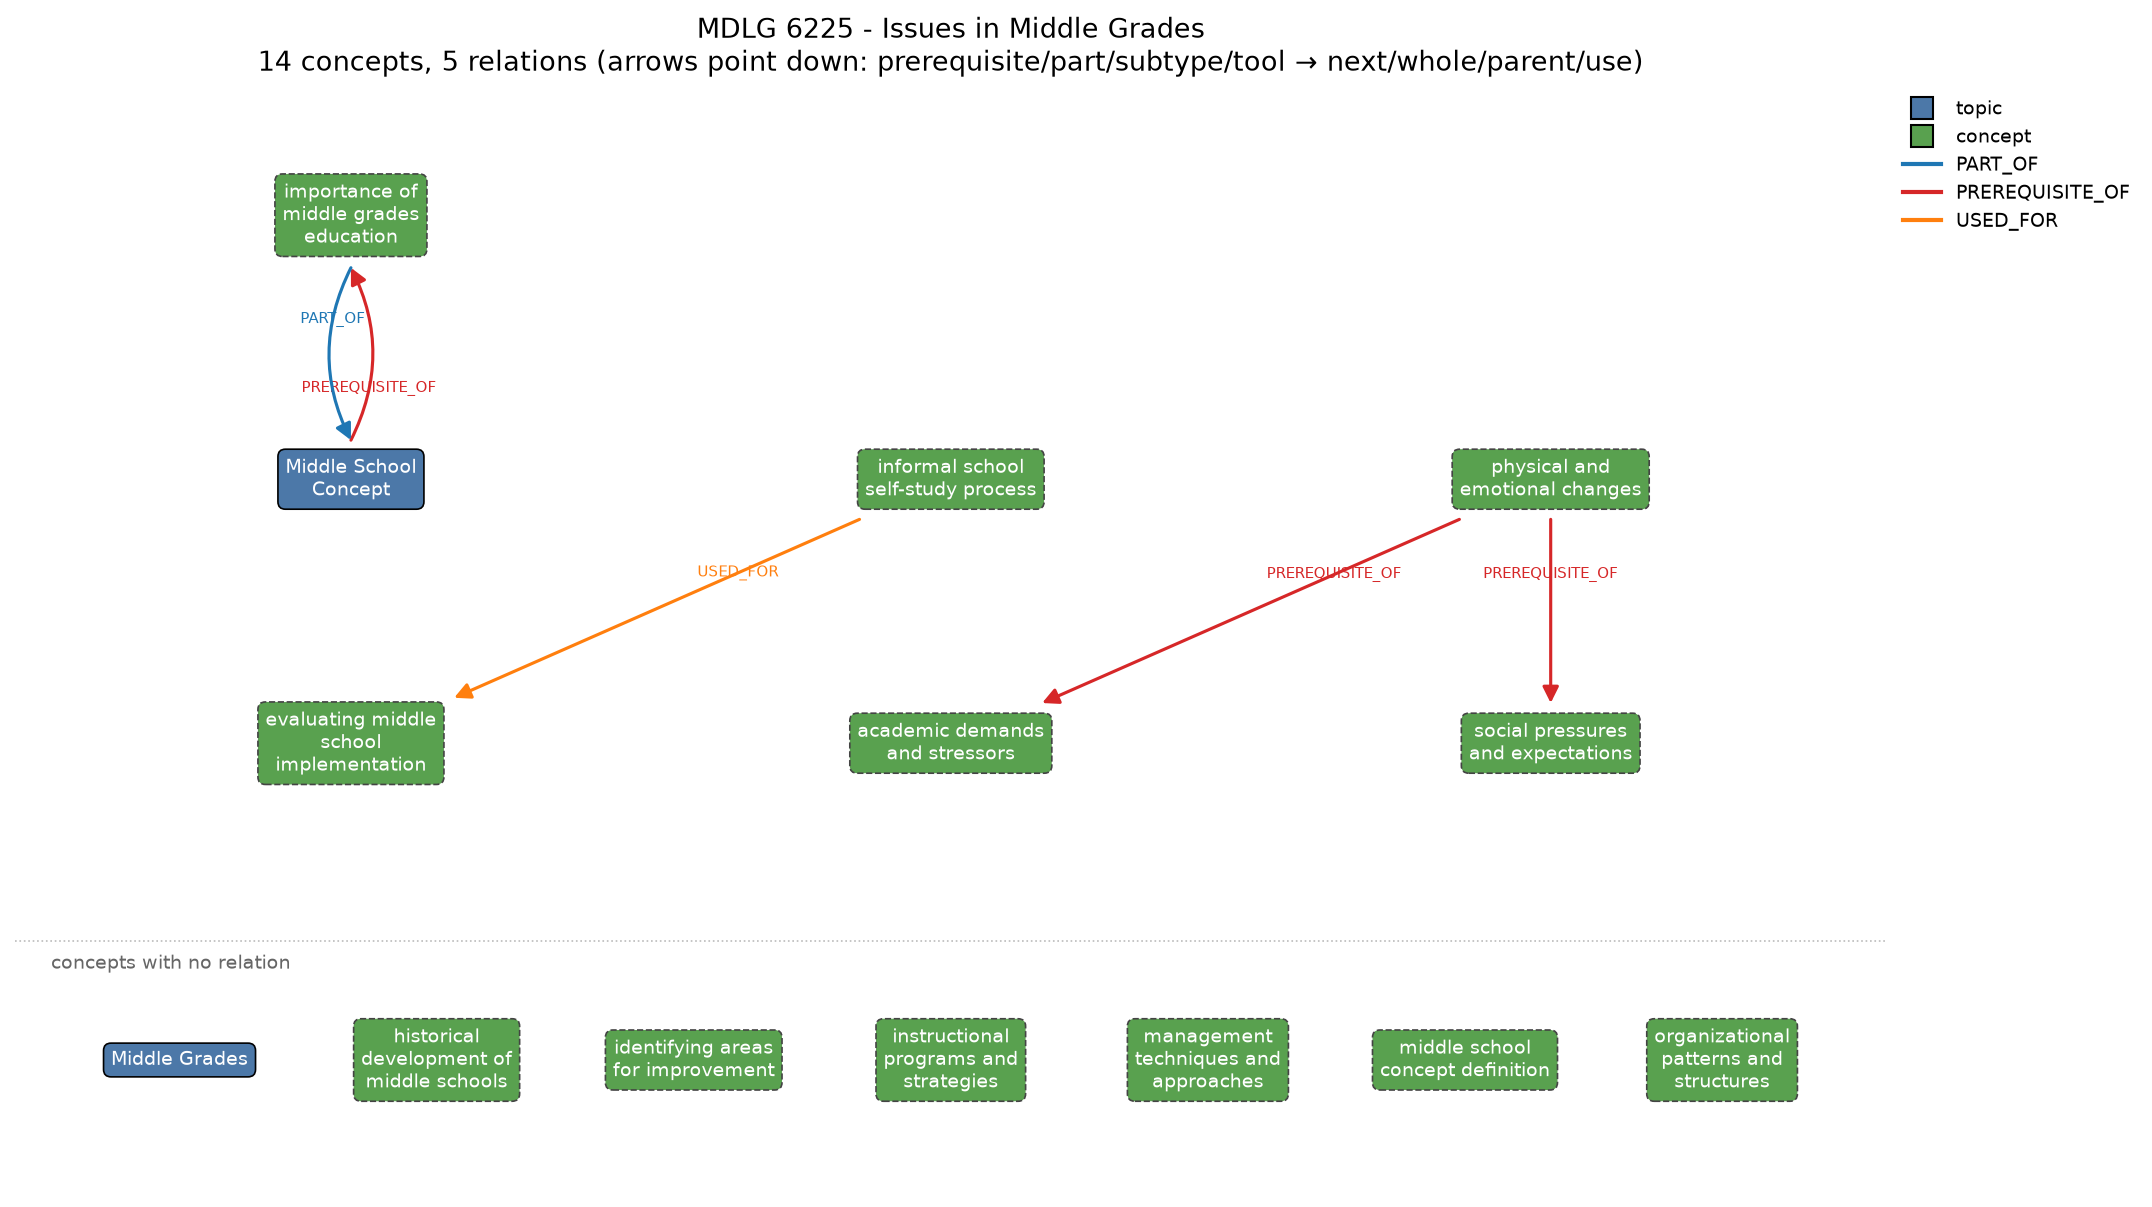 MDLG 6225 - Issues in Middle Grades
14 concepts, 5 relations (arrows point down: prerequisite/part/subtype/tool → next/whole/parent/use)
topic
concept
PART_OF
PREREQUISITE_OF
USED_FOR
importance of
middle grades
education
PART_OF
PREREQUISITE_OF
Middle School
Concept
informal school
self-study process
physical and
emotional changes
USED_FOR
PREREQUISITE_OF
PREREQUISITE_OF
evaluating middle
school
implementation
academic demands
and stressors
social pressures
and expectations
concepts with no relation
Middle Grades
historical
development of
middle schools
identifying areas
for improvement
instructional
programs and
strategies
management
techniques and
approaches
middle school
concept definition
organizational
patterns and
structures